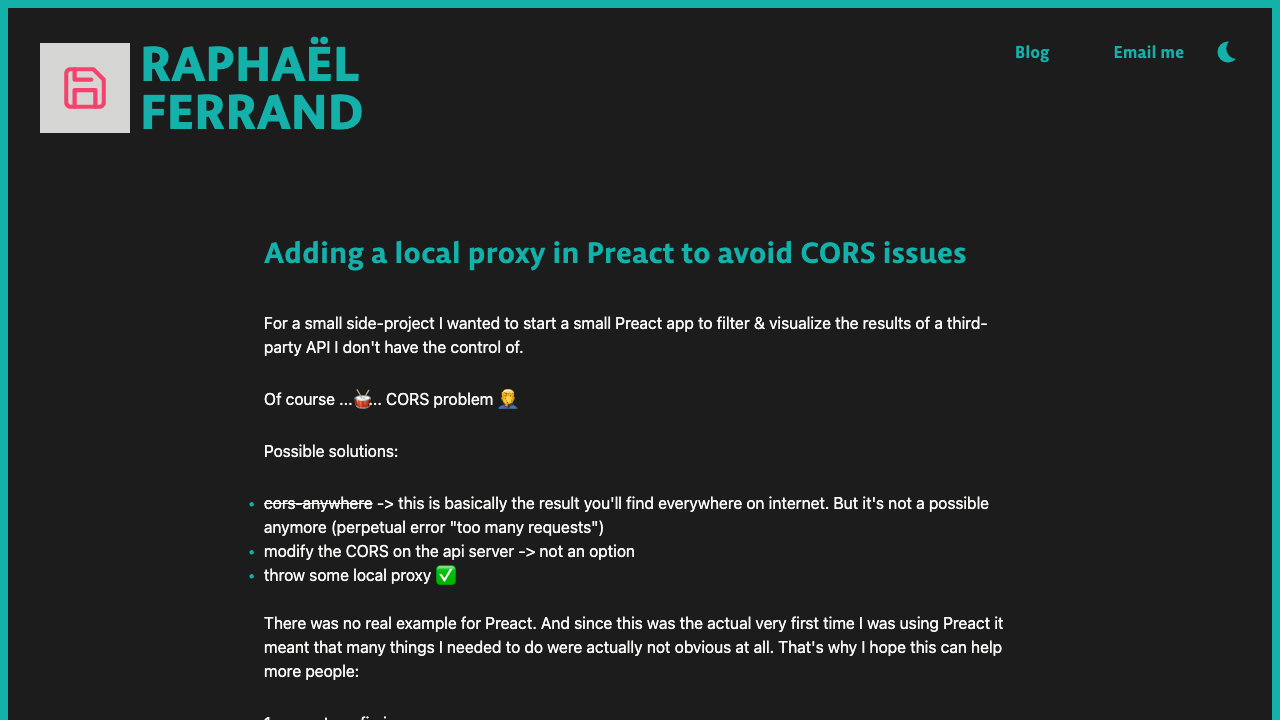 RAPHAËL
FERRAND
Blog
Email me
Adding a local proxy in Preact to avoid CORS issues
For a small side-project I wanted to start a small Preact app to filter & visualize the results of a third-
party API I don't have the control of.
Of course ...🥁... CORS problem 🤦‍♂️
Possible solutions:
• cors-anywhere -> this is basically the result you'll find everywhere on internet. But it's not a possible
anymore (perpetual error "too many requests")
• modify the CORS on the api server -> not an option
• throw some local proxy ✅
There was no real example for Preact. And since this was the actual very first time I was using Preact it
meant that many things I needed to do were actually not obvious at all. That's why I hope this can help
more people: